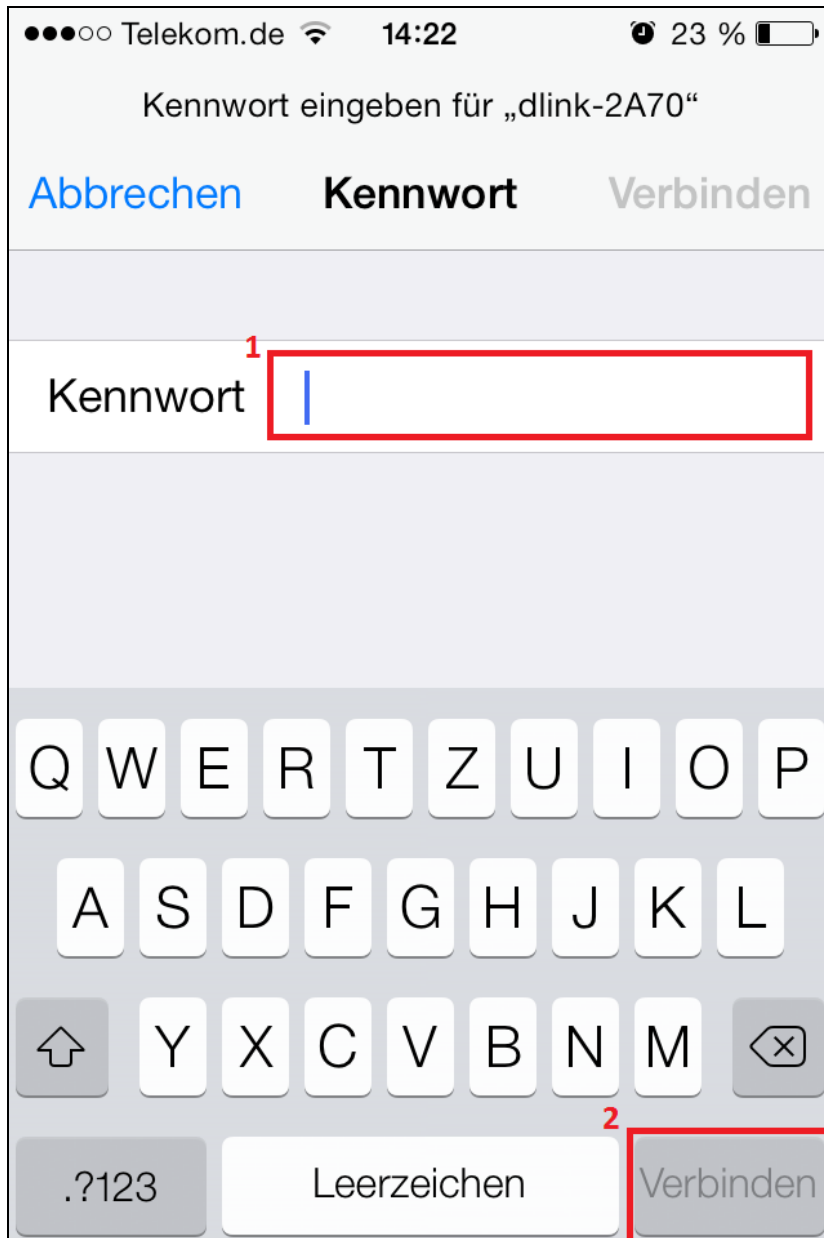 Telekom.de 14:22 23 %
Kennwort eingeben für „dlink-2A70“
Abbrechen Kennwort Verbinden
1
Kennwort
Q W E R T Z U I O P
A S D F G H J K L
Y X C V B N M
2
.?123 Leerzeichen Verbinden